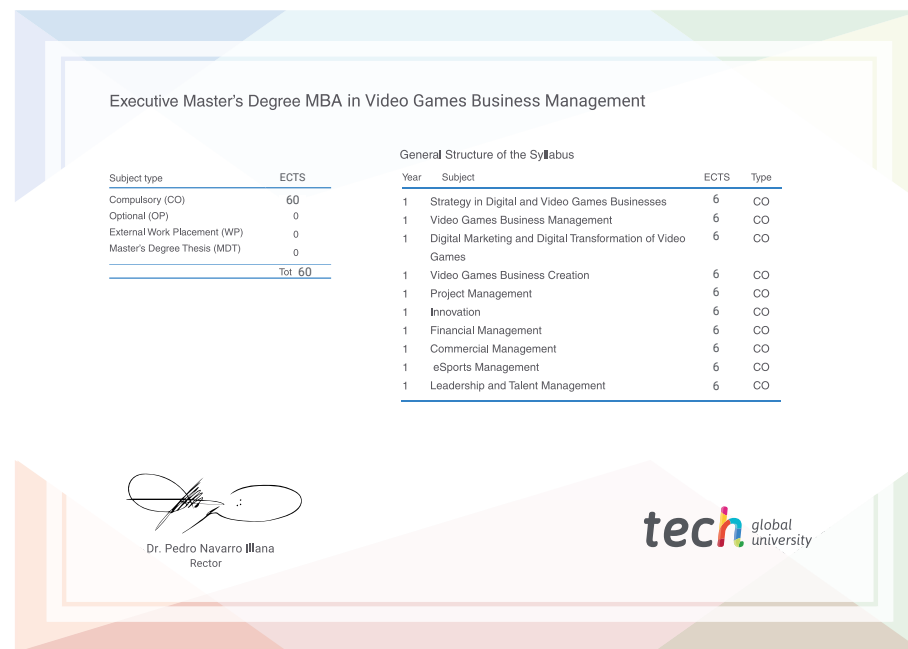 Executive Master's Degree MBA in Video Games Business Management
Subject type ECTS
Compulsory (CO) 60
Optional (OP) 0
External Work Placement (WP) 0
Master's Degree Thesis (MDT) 0
Tot 60
General Structure of the Syllabus
Year Subject ECTS Type
1 Strategy in Digital and Video Games Businesses 6 CO
1 Video Games Business Management 6 CO
1 Digital Marketing and Digital Transformation of Video 6 CO
Games
1 Video Games Business Creation 6 CO
1 Project Management 6 CO
1 Innovation 6 CO
1 Financial Management 6 CO
1 Commercial Management 6 CO
1 eSports Management 6 CO
1 Leadership and Talent Management 6 CO
Dr. Pedro Navarro Illana
Rector
tech global
university